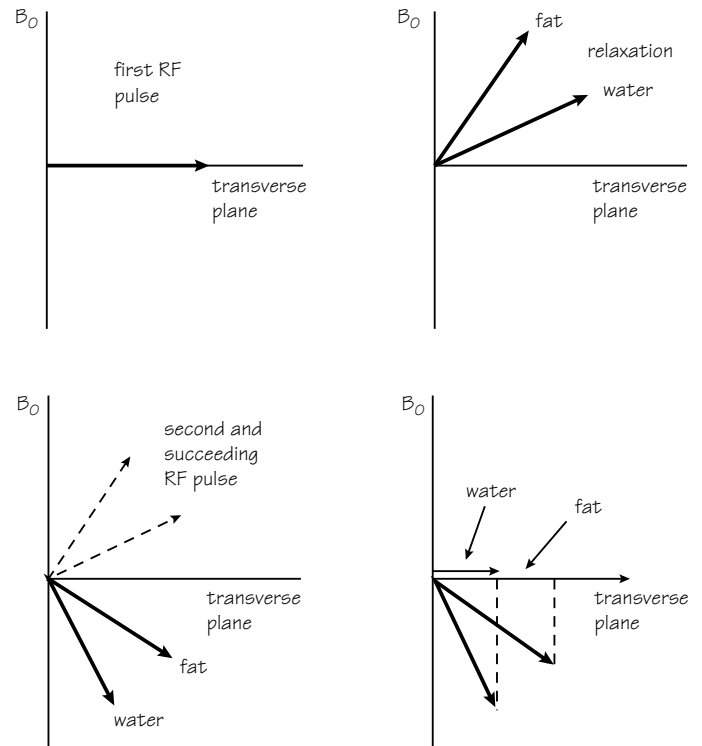 B0
first RF
pulse
transverse
plane
B0
fat
relaxation
water
transverse
plane
B0
second and
succeeding
RF pulse
transverse
plane
fat
water
B0
water
fat
transverse
plane